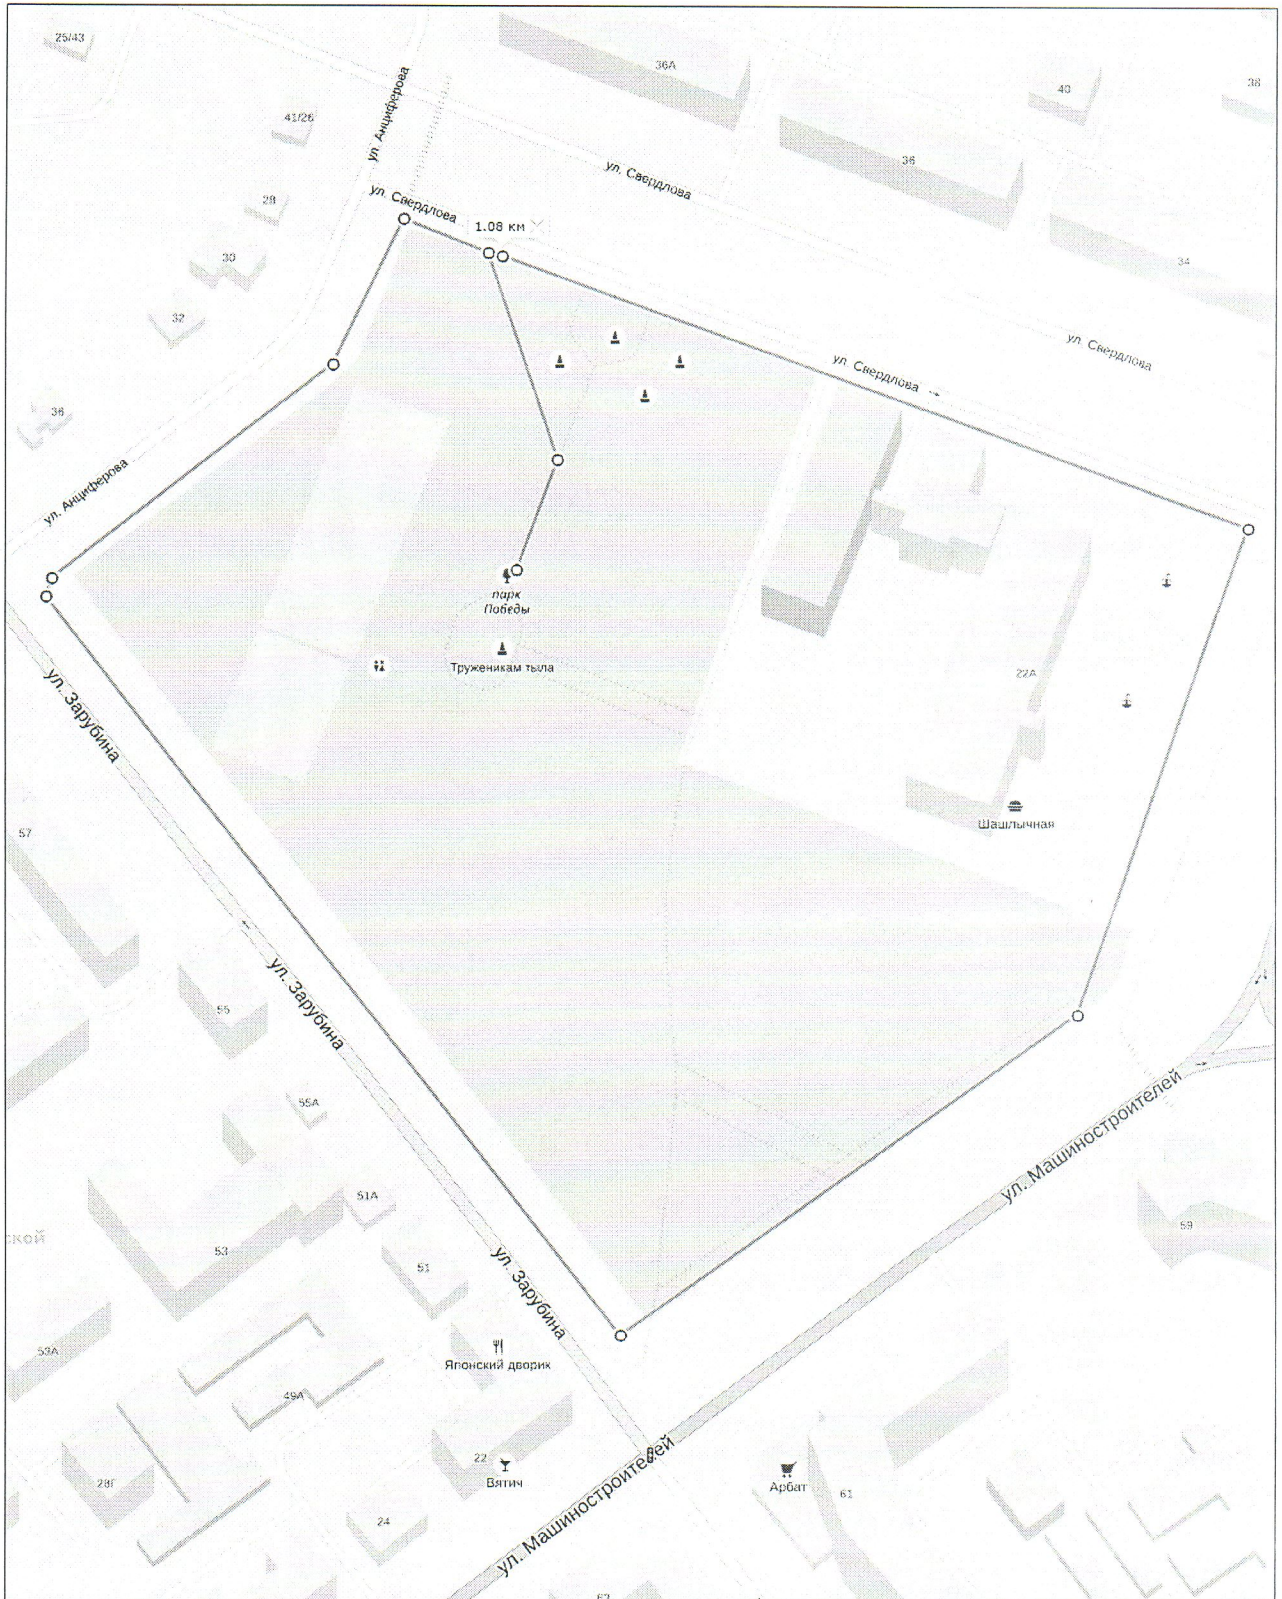 25/43
36А
40
38
ул. Анциферова
41/26
36
ул. Свердлова
28
ул. Свердлова
1.08 км
30
34
32
ул. Свердлова
ул. Свердлова
36
ул. Анциферова
парк
Победы
Труженикам тыла
22А
ул. Зарубина
Шашлычная
57
ул. Зарубина
55
55А
ул. Машиностроителей
51А
59
ской
53
51
ул. Зарубина
53А
Японский дворик
49А
22
Вятич
28Г
Арбат
61
24
ул. Машиностроителей